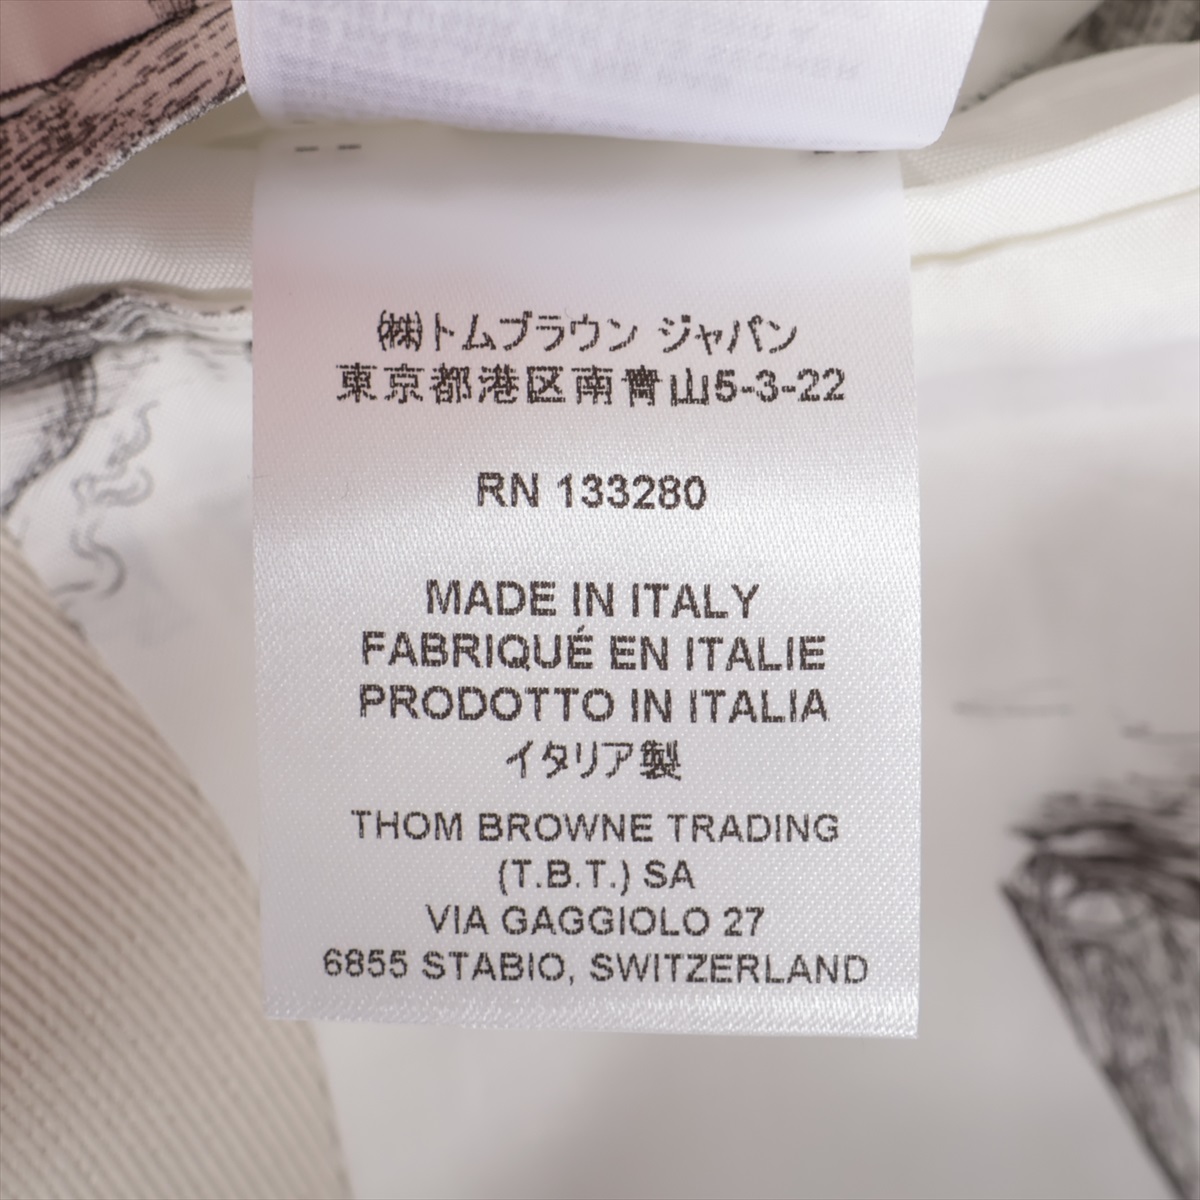 ㈱トムブラウン ジャパン
東京都港区南青山5-3-22
RN 133280
MADE IN ITALY
FABRIQUÉ EN ITALIE
PRODOTTO IN ITALIA
イタリア製
THOM BROWNE TRADING
(T.B.T.) SA
VIA GAGGIOLO 27
6855 STABIO, SWITZERLAND